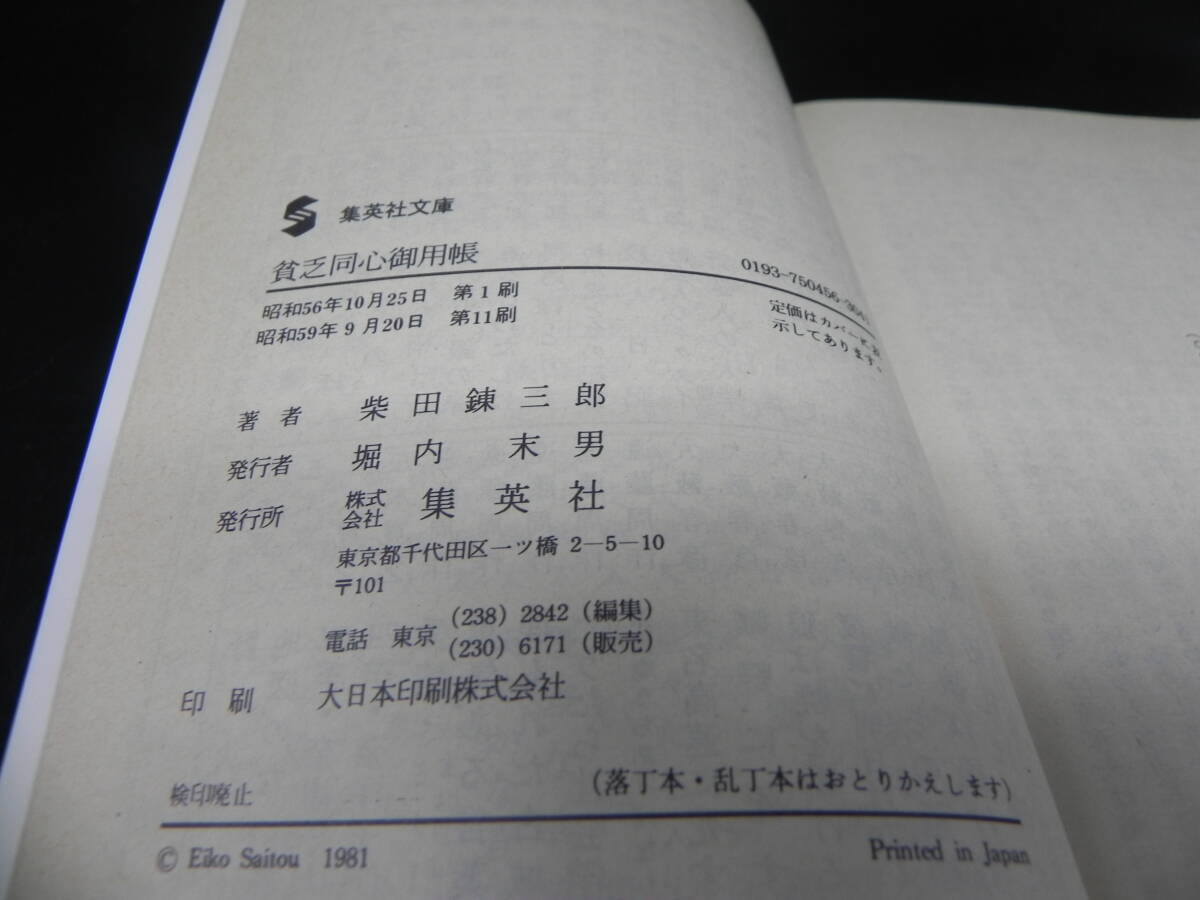 集英社文庫
貧乏同心御用帳
0193-750456-
昭和56年10月25日 第1刷
昭和59年9月20日 第11刷
定価はカバーに表
示してあります。
著者 柴田錬三郎
発行者 堀内末男
発行所 株式会社 集英社
東京都千代田区一ツ橋 2-5-10
〒101
電話 東京 (238) 2842 (編集)
(230) 6171 (販売)
印刷 大日本印刷株式会社
検印廃止
(落丁本・乱丁本はおとりかえします)
© Eiko Saitou 1981
Printed in Japan